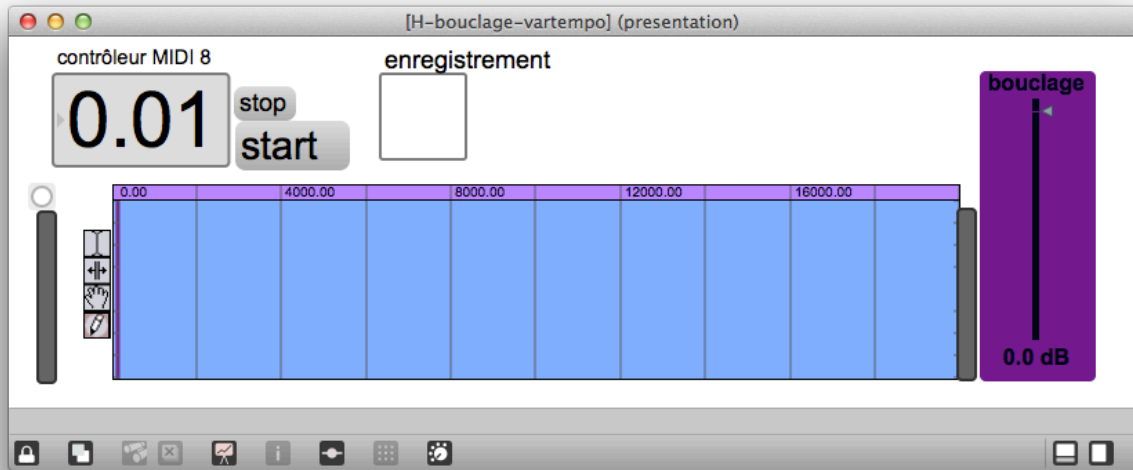 [H-bouclage-vartempo] (presentation)
contrôleur MIDI 8
enregistrement
bouclage
0.01
stop
start
0.00 4000.00 8000.00 12000.00 16000.00
0.0 dB